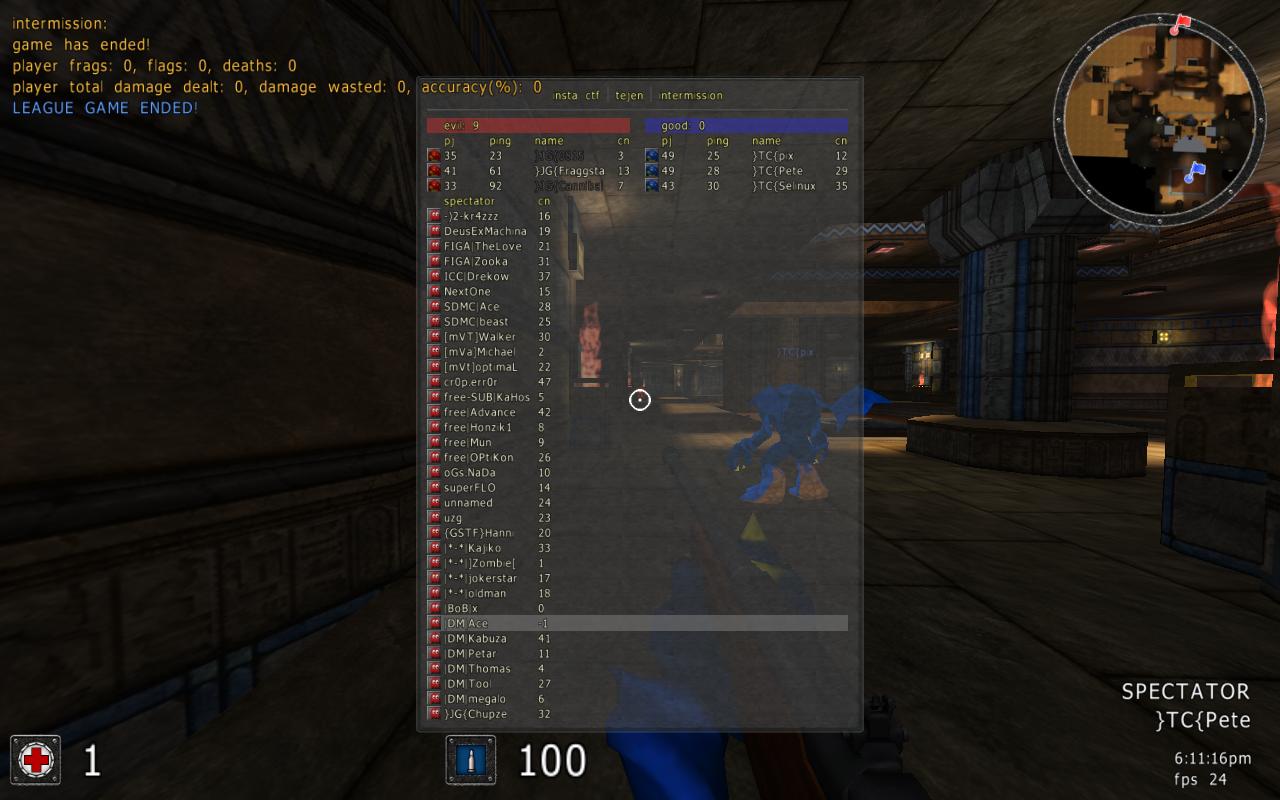 intermission:
game has ended!
player frags: 0, flags: 0, deaths: 0
player total damage dealt: 0, damage wasted: 0, accuracy(%): 0
LEAGUE GAME ENDED!
insta ctf | tejen | intermission
evil: 9 good: 0
pj ping name cn pj ping name cn
35 23 3 49 25 }TC{pix 12
41 61 }JG{Fraggsta 13 49 28 }TC{Pete 29
33 92 }JG{Cannibal 7 43 30 }TC{Selinux 35
spectator cn
-)2-kr4zzz 16
DeusExMachina 19
FIGA|TheLove 21
FIGA|Zooka 31
ICC|Drekow 37
NextOne 15
SDMC|Ace 28
SDMC|beast 25
[mVT]Walker 30
[mVa]Michael 2
[mVt]optimaL 22
cr0p.err0r 47
free-SUB|KaHos 5
free|Advance 42
free|Honzik1 8
free|Mun 9
free|OPtiKon 26
oGs.NaDa 10
superFLO 14
unnamed 24
uzg 23
{GSTF}Hanni 20
|*-*|Kajiko 33
|*-*|]Zombie[ 1
|*-*|jokerstar 17
|*-*|oldman 18
|BoB|x 0
|DM|Ace -1
|DM|Kabuza 41
|DM|Petar 11
|DM|Thomas 4
|DM|Tool 27
|DM|megalo 6
}JG{Chupze 32
}TC{pix
SPECTATOR
}TC{Pete
6:11:16pm
fps 24
1
100